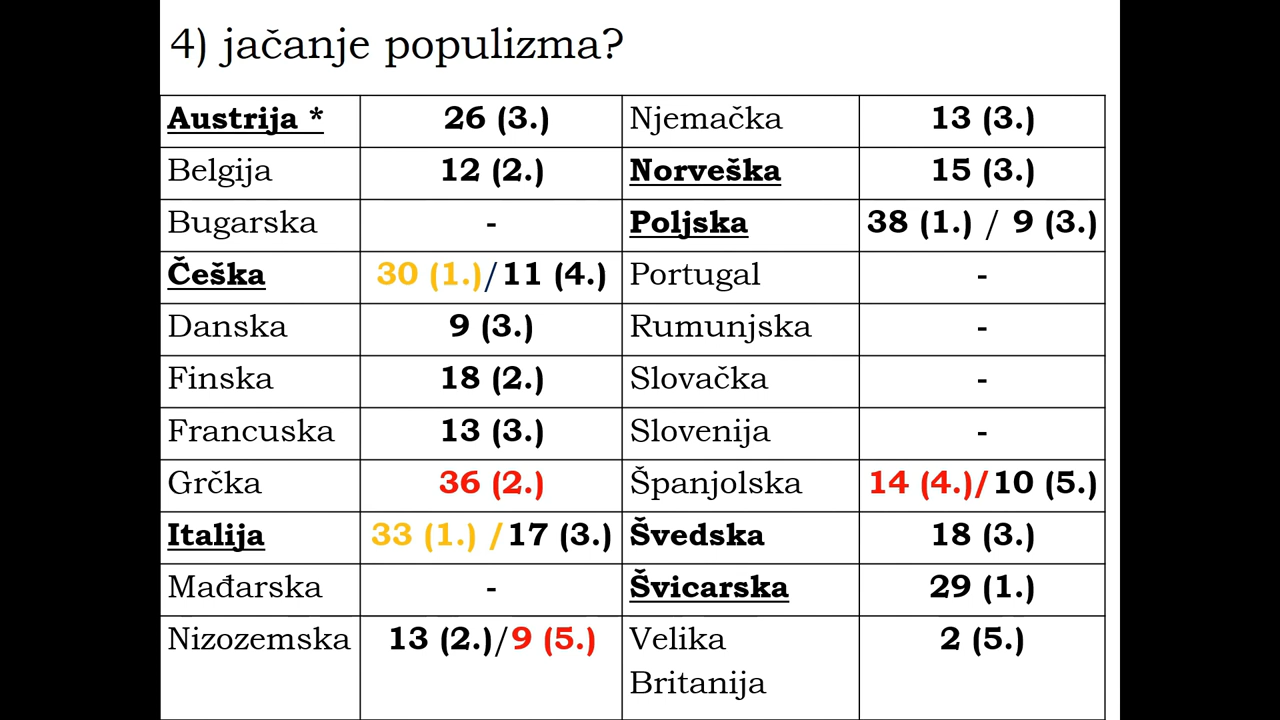 4) jačanje populizma?
Austrija * 26 (3.) Njemačka 13 (3.)
Belgija 12 (2.) Norveška 15 (3.)
Bugarska - Poljska 38 (1.) / 9 (3.)
Češka 30 (1.)/11 (4.) Portugal -
Danska 9 (3.) Rumunjska -
Finska 18 (2.) Slovačka -
Francuska 13 (3.) Slovenija -
Grčka 36 (2.) Španjolska 14 (4.)/10 (5.)
Italija 33 (1.) /17 (3.) Švedska 18 (3.)
Mađarska - Švicarska 29 (1.)
Nizozemska 13 (2.)/9 (5.) Velika 2 (5.)
Britanija